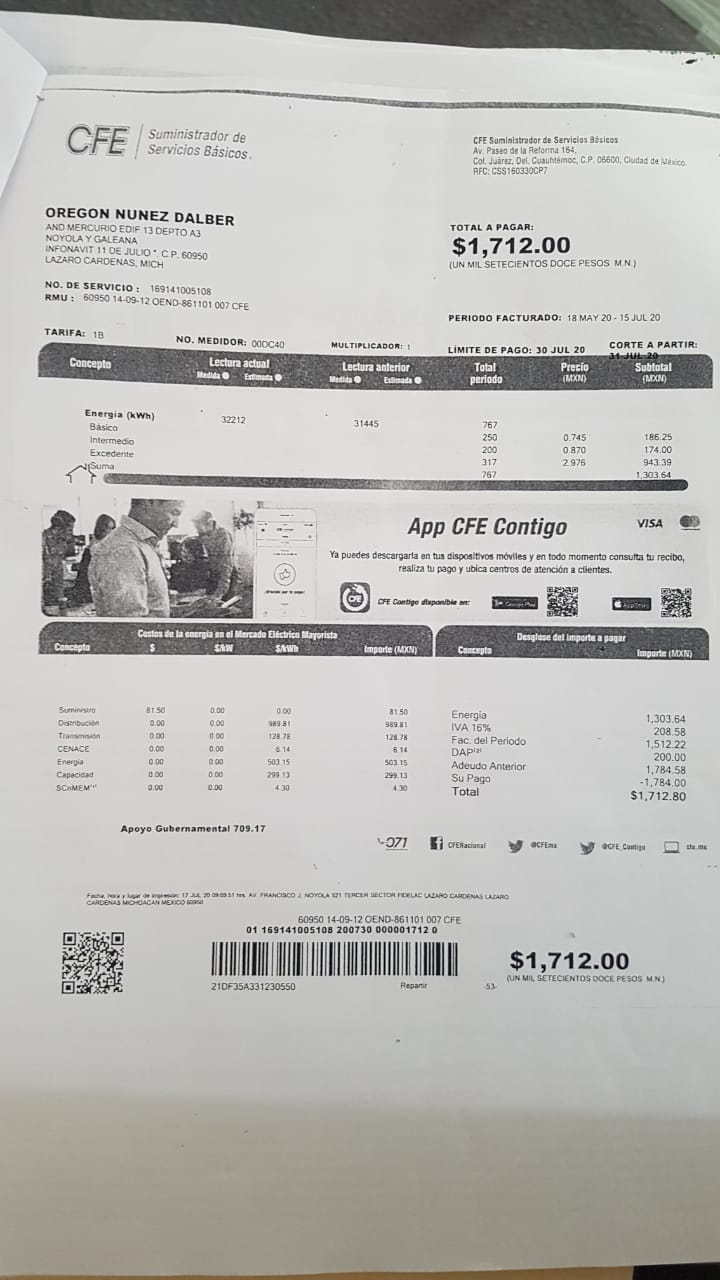 CFE Suministrador de
Servicios Básicos.
CFE Suministrador de Servicios Básicos
Av. Paseo de la Reforma 164,
Col. Juárez, Del. Cuauhtémoc, C.P. 06600, Ciudad de México.
RFC: CSS160330CP7
OREGON NUNEZ DALBER
AND MERCURIO EDIF 13 DEPTO A3
NOYOLA Y GALEANA
INFONAVIT 11 DE JULIO *. C.P. 60950
LAZARO CARDENAS, MICH
TOTAL A PAGAR:
$1,712.00
(UN MIL SETECIENTOS DOCE PESOS M.N.)
NO. DE SERVICIO : 169141005108
RMU : 60950 14-09-12 OEND-861101 007 CFE
PERIODO FACTURADO: 18 MAY 20 - 15 JUL 20
TARIFA: 1B NO. MEDIDOR: 00DC40 MULTIPLICADOR: 1 LÍMITE DE PAGO: 30 JUL 20 CORTE A PARTIR:
31 JUL 20
Concepto Lectura actual Lectura anterior Total Precio Subtotal
Medida Estimada Medida Estimada periodo (MXN) (MXN)
Energía (kWh) 32212 31445 767
Básico 250 0.745 186.25
Intermedio 200 0.870 174.00
Excedente 317 2.976 943.39
Suma 767 1,303.64
App CFE Contigo VISA
Ya puedes descargarla en tus dispositivos móviles y en todo momento consulta tu recibo,
realiza tu pago y ubica centros de atención a clientes.
CFE CFE Contigo disponible en: Google Play App Store
Costos de la energía en el Mercado Eléctrico Mayorista
Concepto $ $/kW $/kWh Importe (MXN)
Suministro 81.50 0.00 0.00 81.50
Distribución 0.00 0.00 989.81 989.81
Transmisión 0.00 0.00 128.78 128.78
CENACE 0.00 0.00 6.14 6.14
Energía 0.00 0.00 503.15 503.15
Capacidad 0.00 0.00 299.13 299.13
SCnMEM 0.00 0.00 4.30 4.30
Desglose del importe a pagar
Concepto Importe (MXN)
Energía 1,303.64
IVA 16% 208.58
Fac. del Periodo 1,512.22
DAP 200.00
Adeudo Anterior 1,784.58
Su Pago -1,784.00
Total $1,712.80
Apoyo Gubernamental 709.17
071 CFENacional @CFEmx @CFE_Contigo cfe.mx
Fecha, hora y lugar de impresión: 17 JUL 20 09:09:51 hrs. AV. FRANCISCO J. NOYOLA 521 TERCER SECTOR FIDELAC LAZARO CARDENAS LAZARO
CARDENAS MICHOACAN MEXICO 60950
60950 14-09-12 OEND-861101 007 CFE
01 169141005108 200730 000001712 0
21DF35A331230550 Repartir -53-
$1,712.00
(UN MIL SETECIENTOS DOCE PESOS M.N.)